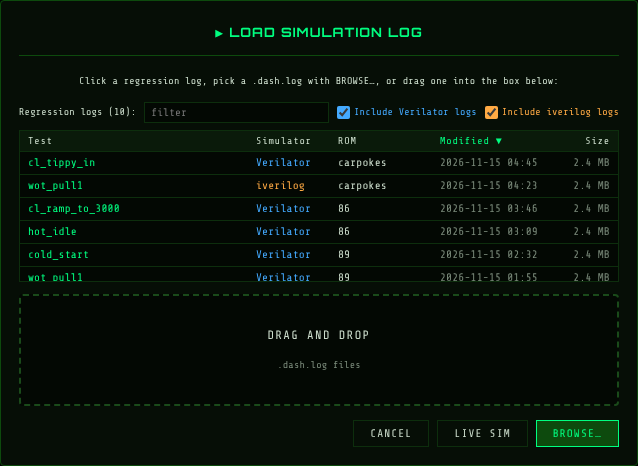 ▶ LOAD SIMULATION LOG
Click a regression log, pick a .dash.log with BROWSE…, or drag one into the box below:
Regression logs (10): filter Include Verilator logs Include iverilog logs
Test Simulator ROM Modified ▼ Size
cl_tippy_in Verilator carpokes 2026-11-15 04:45 2.4 MB
wot_pull1 iverilog carpokes 2026-11-15 04:23 2.4 MB
cl_ramp_to_3000 Verilator 86 2026-11-15 03:46 2.4 MB
hot_idle Verilator 86 2026-11-15 03:09 2.4 MB
cold_start Verilator 89 2026-11-15 02:32 2.4 MB
wot_pull1 Verilator 89 2026-11-15 01:55 2.4 MB
DRAG AND DROP
.dash.log files
CANCEL LIVE SIM BROWSE…